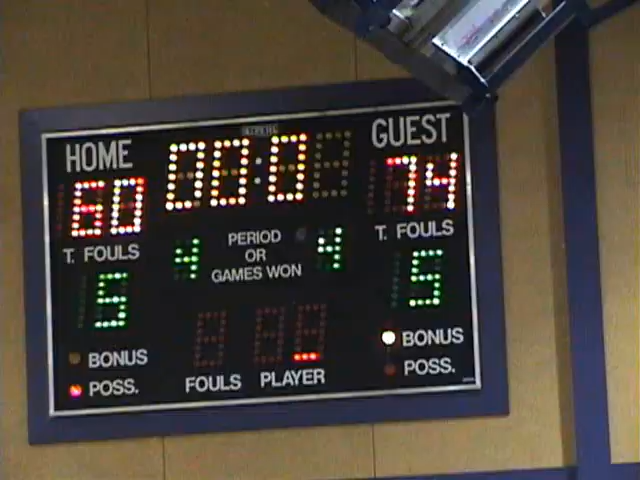 HOME 00:0 GUEST
60 74
T. FOULS 4 PERIOD 4 T. FOULS
OR
5 GAMES WON 5
BONUS BONUS
POSS. FOULS PLAYER POSS.